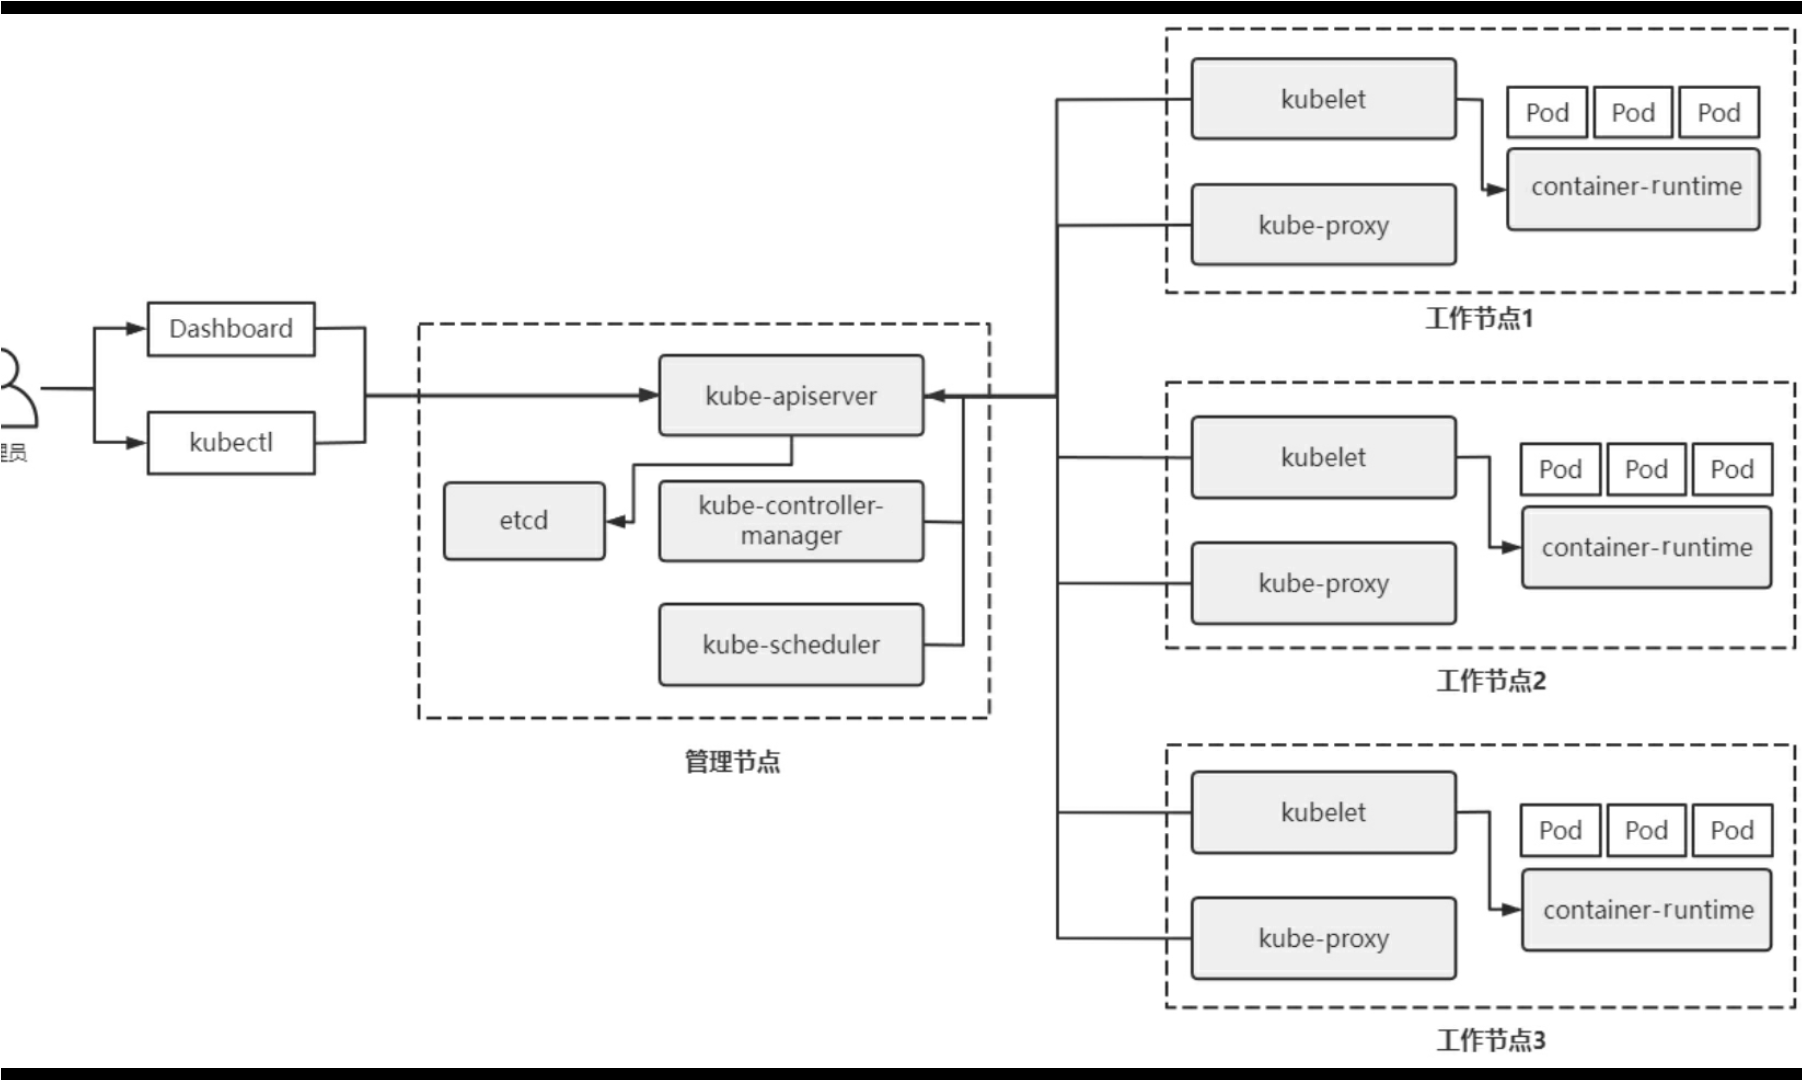 Dashboard
kubectl
理员
kube-apiserver
etcd
kube-controller-
manager
kube-scheduler
管理节点
kubelet
kube-proxy
Pod Pod Pod
container-runtime
工作节点1
kubelet
kube-proxy
Pod Pod Pod
container-runtime
工作节点2
kubelet
kube-proxy
Pod Pod Pod
container-runtime
工作节点3